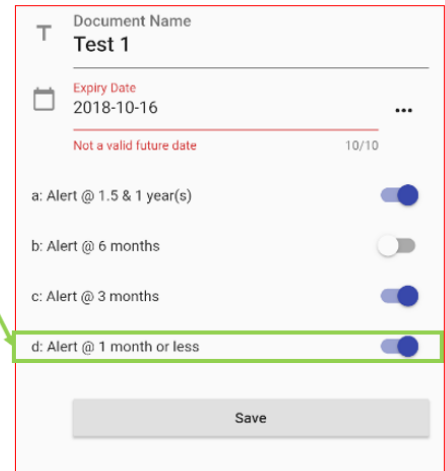 Document Name
Test 1
Expiry Date
2018-10-16
Not a valid future date 10/10
a: Alert @ 1.5 & 1 year(s)
b: Alert @ 6 months
c: Alert @ 3 months
d: Alert @ 1 month or less
Save